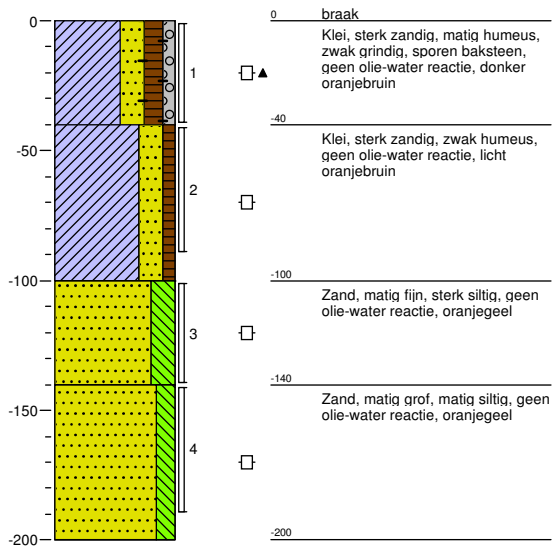 0
0
braak
Klei, sterk zandig, matig humeus,
zwak grindig, sporen baksteen,
geen olie-water reactie, donker
oranjebruin
1
-40
Klei, sterk zandig, zwak humeus,
geen olie-water reactie, licht
oranjebruin
-50
2
-100
-100
Zand, matig fijn, sterk siltig, geen
olie-water reactie, oranjegeel
3
-140
Zand, matig grof, matig siltig, geen
olie-water reactie, oranjegeel
-150
4
-200
-200